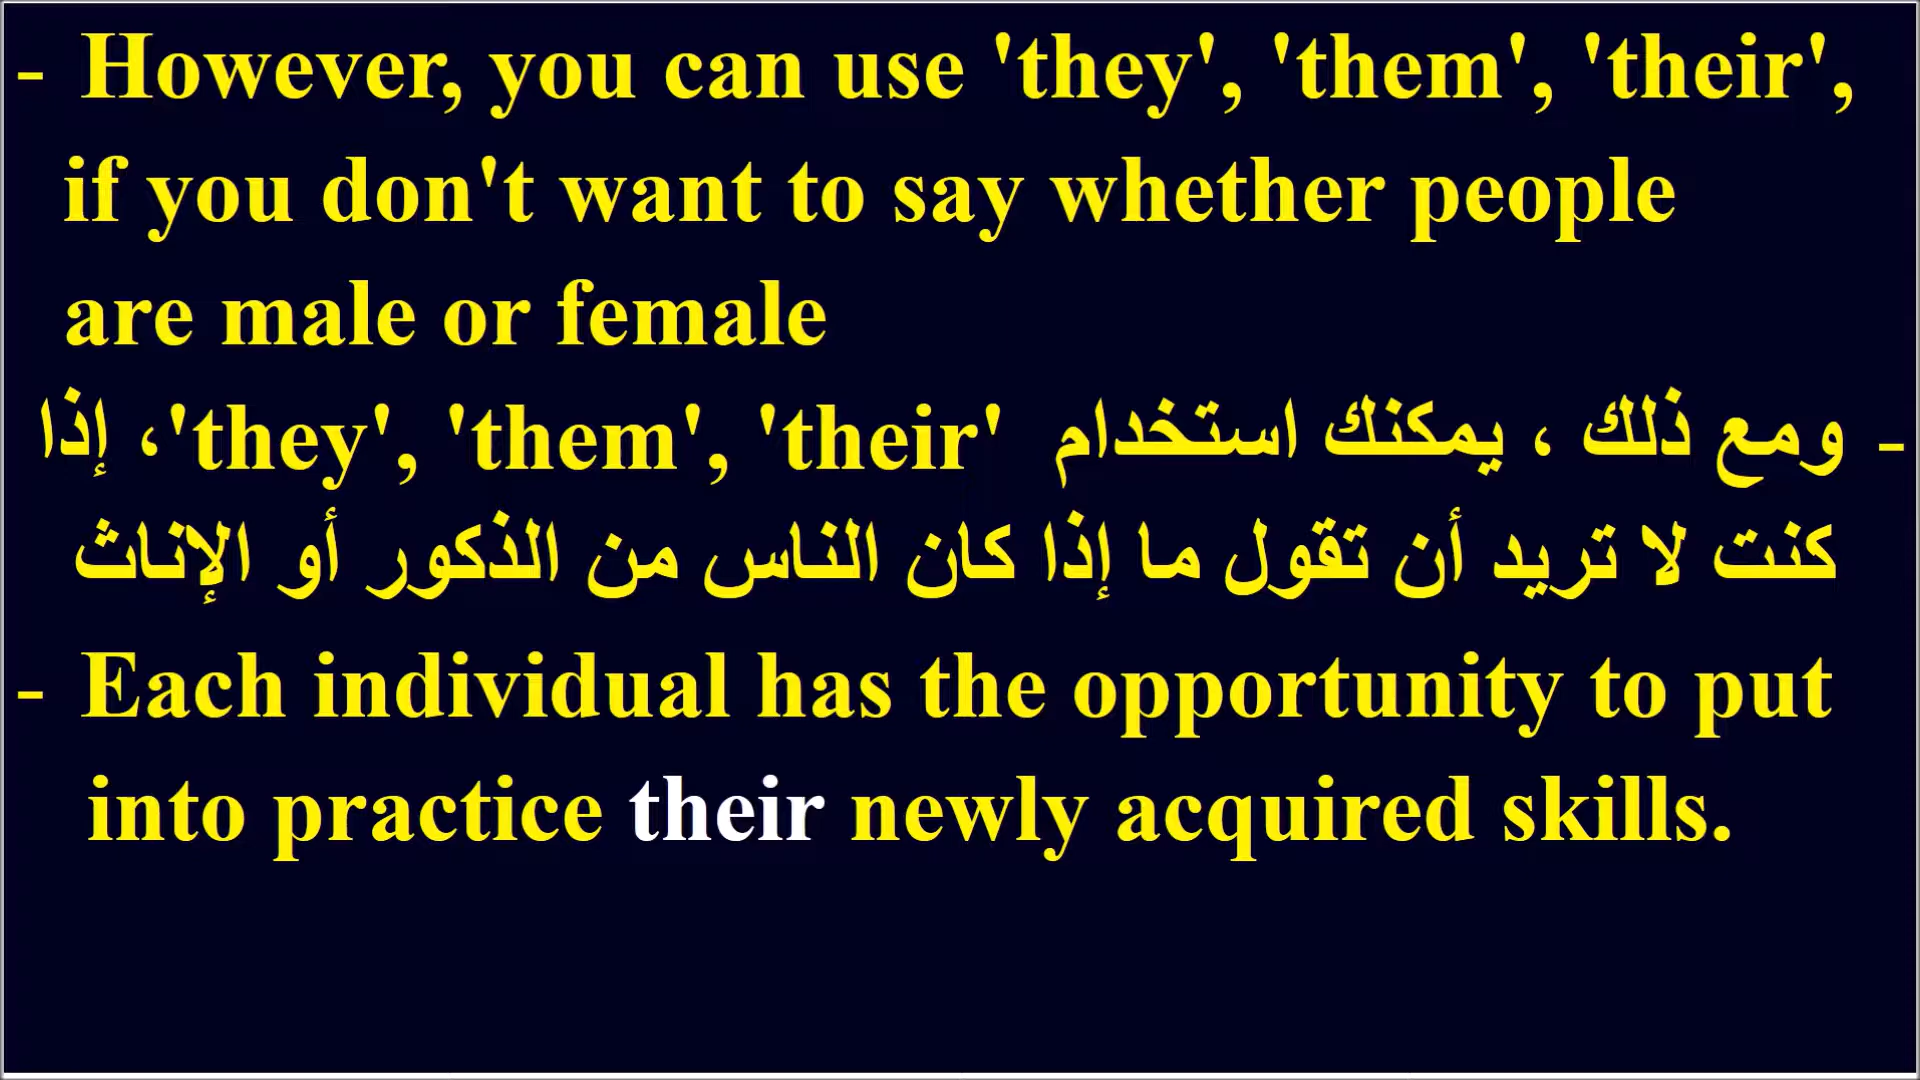 - However, you can use 'they', 'them', 'their',
if you don't want to say whether people
are male or female
- ومع ذلك ، يمكنك استخدام 'they', 'them', 'their'، إذا
كنت لا تريد أن تقول ما إذا كان الناس من الذكور أو الإناث
- Each individual has the opportunity to put
into practice their newly acquired skills.